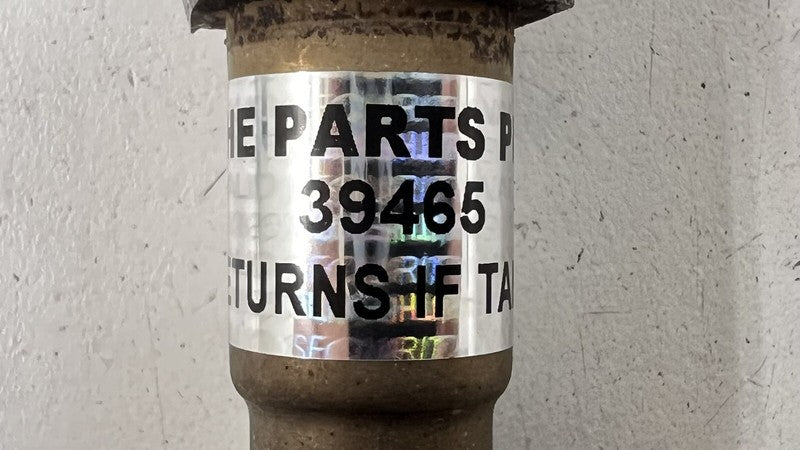 HE PARTS P
39465
ETURNS IF TA